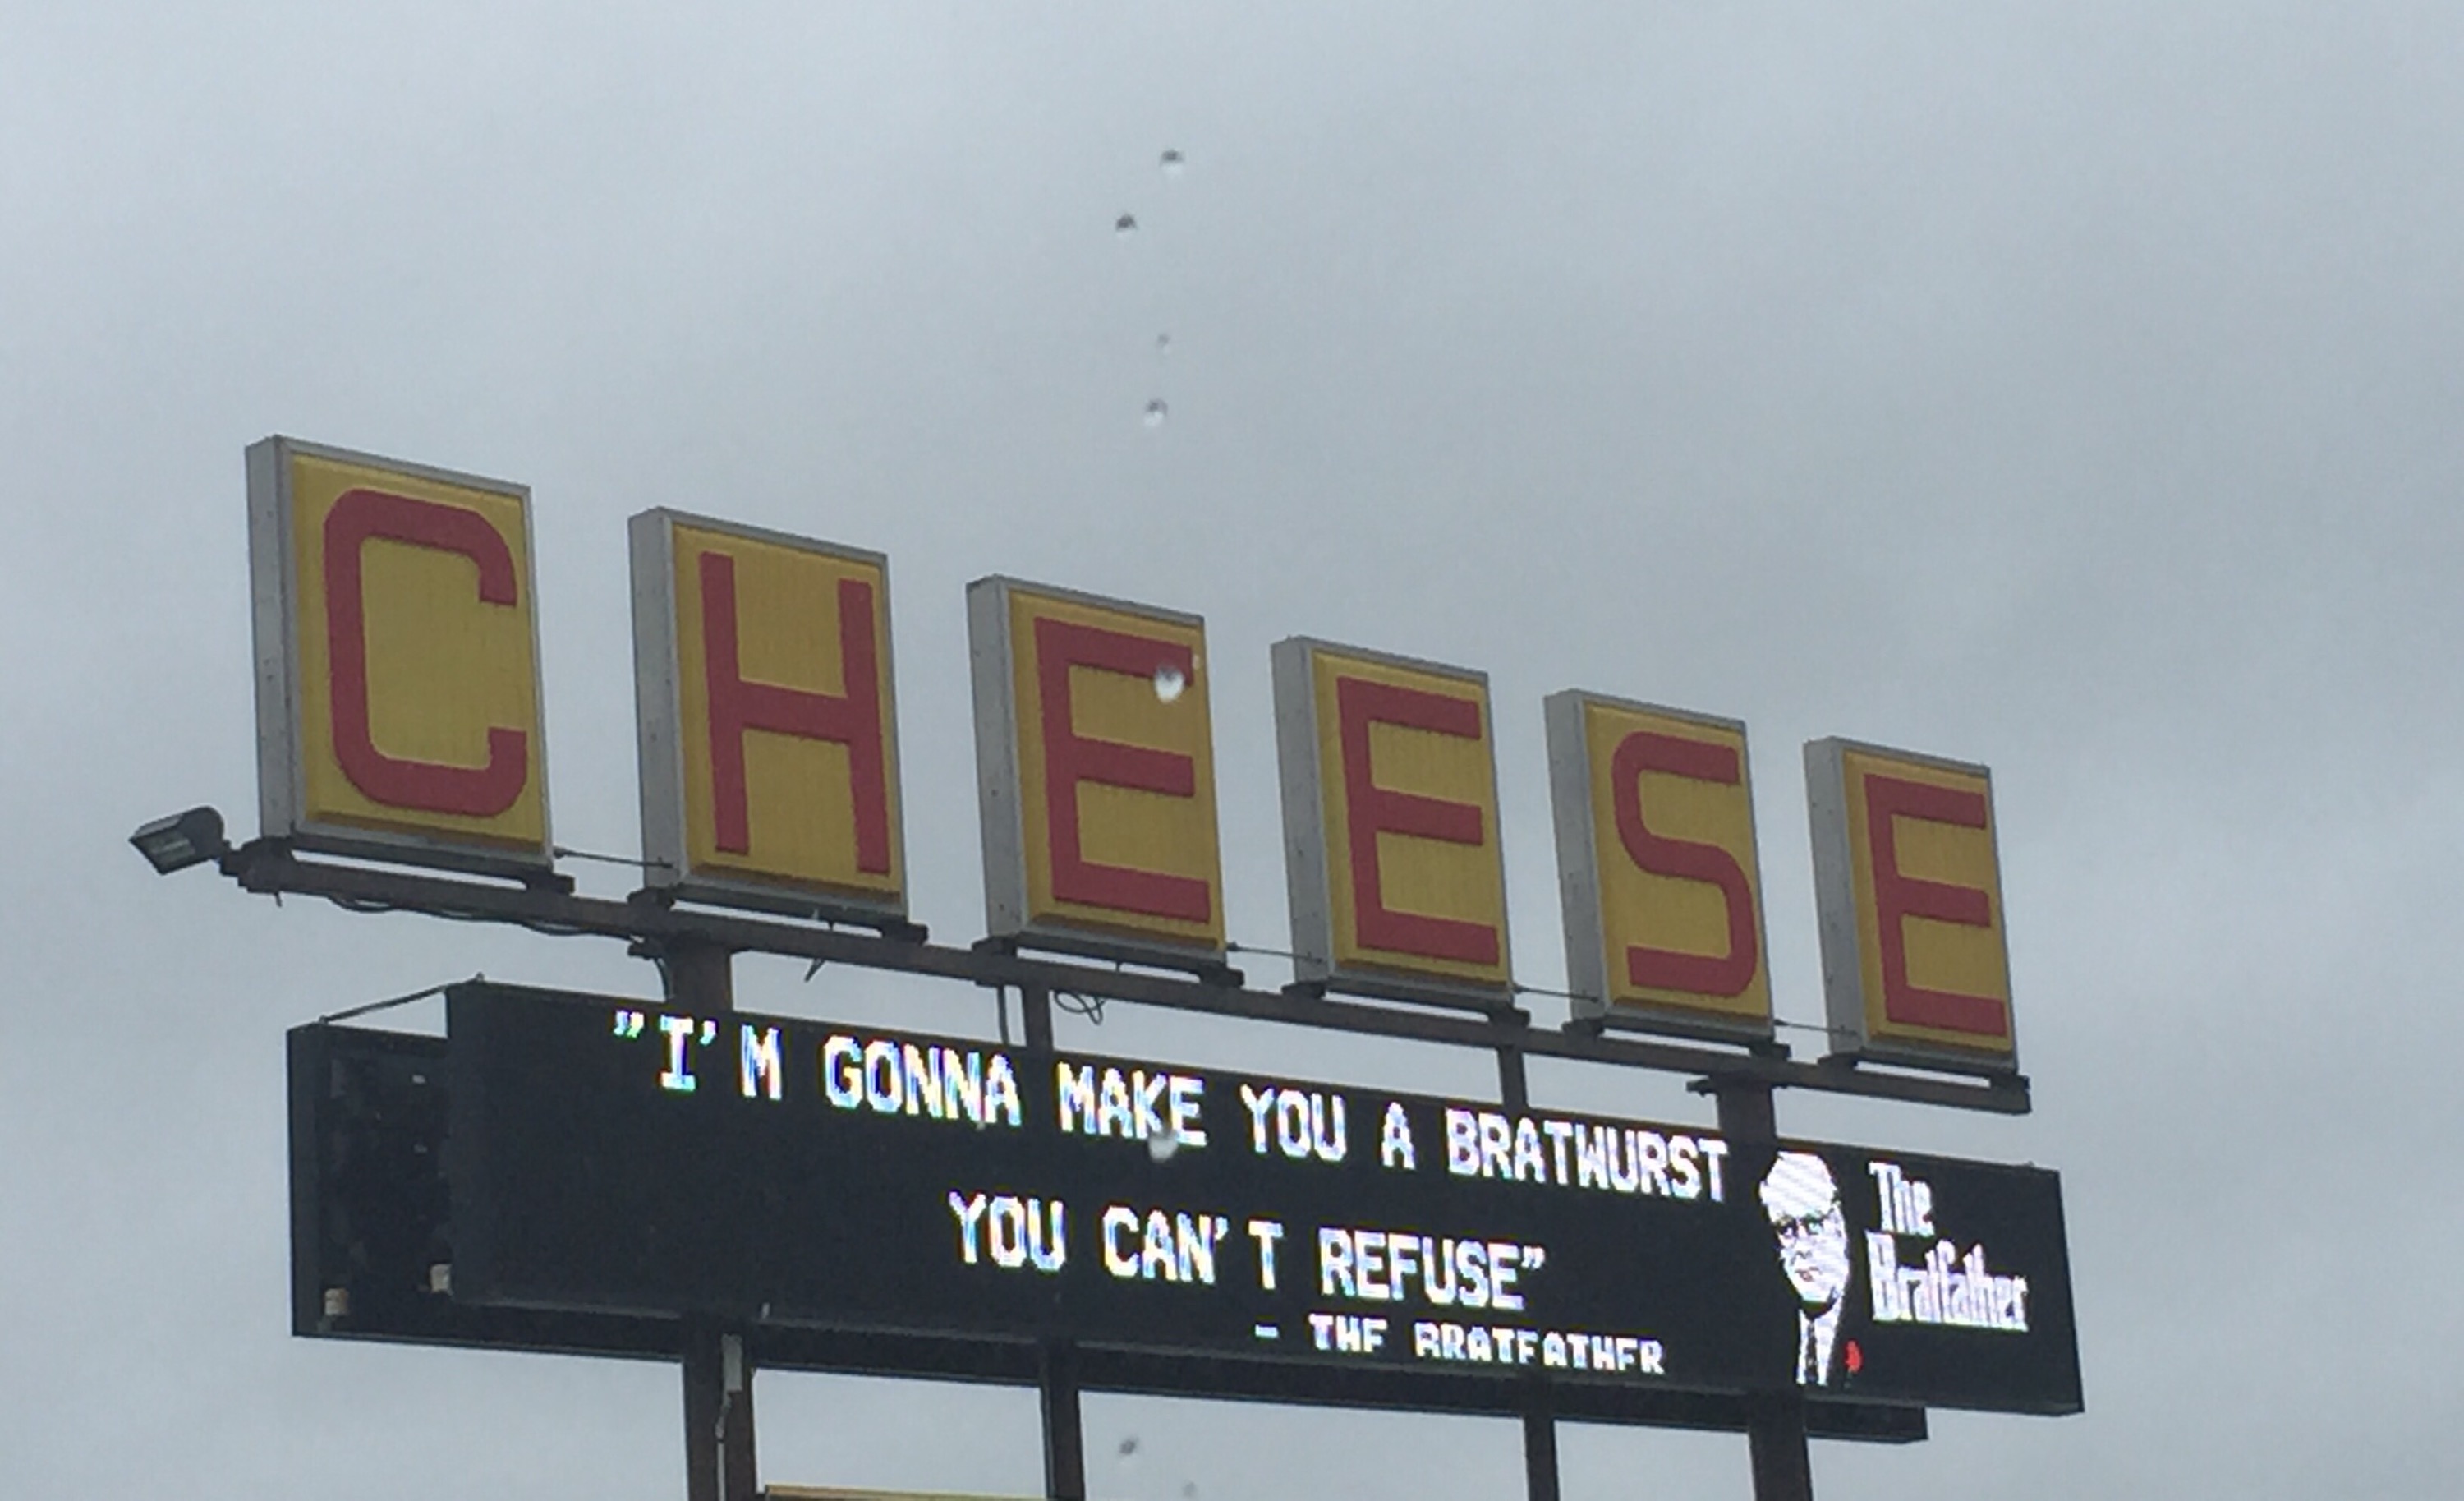 CHEESE
"I'M GONNA MAKE YOU A BRATWURST
YOU CAN'T REFUSE"
- THE BRATFATHER
The
Bratfather